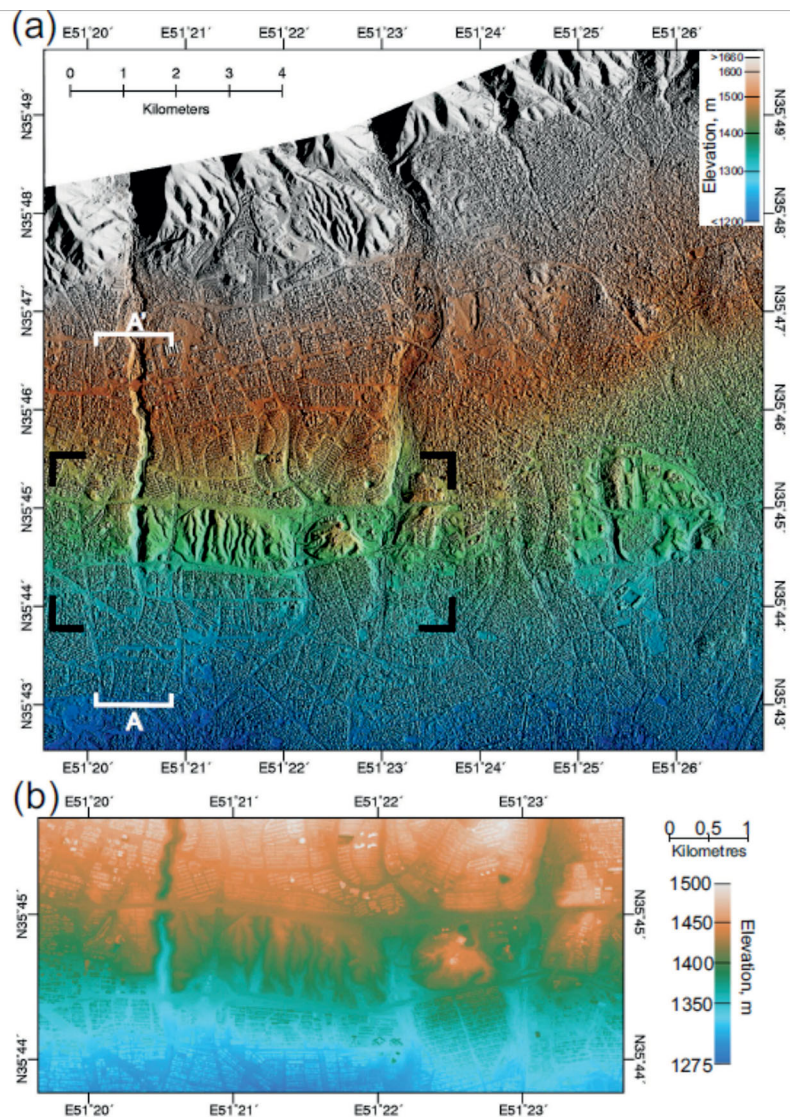 (a)
E51°20´ E51°21´ E51°22´ E51°23´ E51°24´ E51°25´ E51°26´
0 1 2 3 4
Kilometers
>1660
1600
1500
1400
1300
<1200
Elevation, m
N35°49´ N35°49´
N35°48´ N35°48´
N35°47´ N35°47´
A'
N35°46´ N35°46´
N35°45´ N35°45´
N35°44´ N35°44´
N35°43´ N35°43´
A
E51°20´ E51°21´ E51°22´ E51°23´ E51°24´ E51°25´ E51°26´
(b)
E51°20´ E51°21´ E51°22´ E51°23´
0 0.5 1
Kilometres
N35°45´ N35°45´
1500
1450
1400
1350
1275
Elevation, m
N35°44´ N35°44´
E51°20´ E51°21´ E51°22´ E51°23´